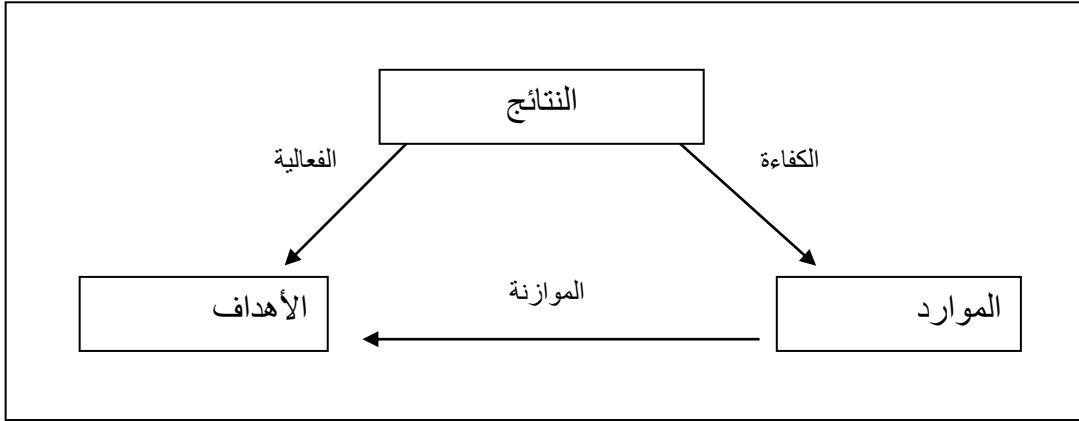 النتائج
الكفاءة
الفعالية
الموارد
الموازنة
الأهداف